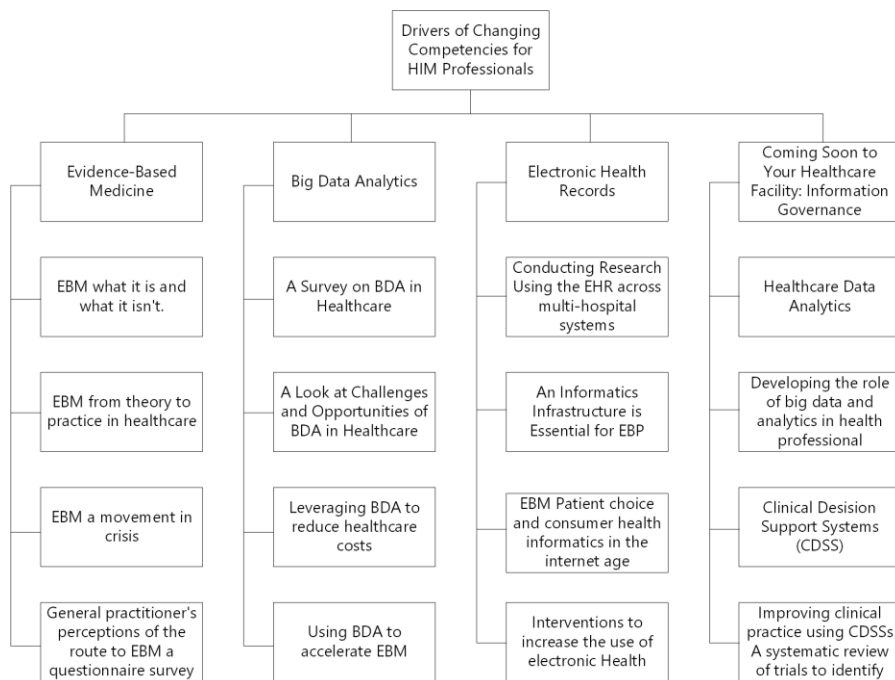 Drivers of Changing
Competencies for
HIM Professionals
Evidence-Based
Medicine
Big Data Analytics
Electronic Health
Records
Coming Soon to
Your Healthcare
Facility: Information
Governance
EBM what it is and
what it isn't.
A Survey on BDA in
Healthcare
Conducting Research
Using the EHR across
multi-hospital
systems
Healthcare Data
Analytics
EBM from theory to
practice in healthcare
A Look at Challenges
and Opportunities of
BDA in Healthcare
An Informatics
Infrastructure is
Essential for EBP
Developing the role
of big data and
analytics in health
professional
EBM a movement in
crisis
Leveraging BDA to
reduce healthcare
costs
EBM Patient choice
and consumer health
informatics in the
internet age
Clinical Desision
Support Systems
(CDSS)
General practitioner's
perceptions of the
route to EBM a
questionnaire survey
Using BDA to
accelerate EBM
Interventions to
increase the use of
electronic Health
Improving clinical
practice using CDSSs
A systematic review
of trials to identify